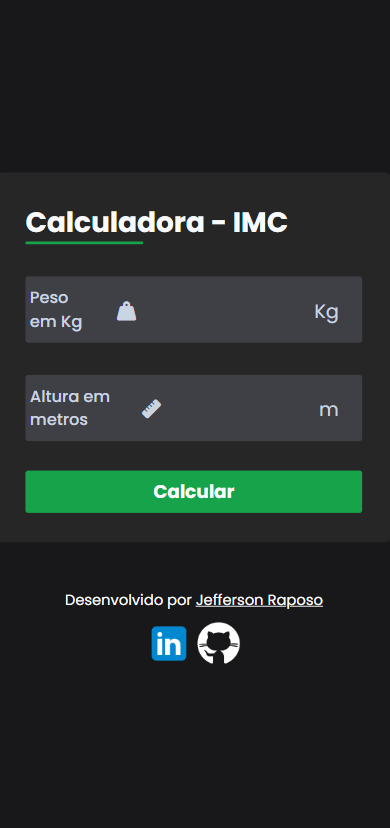 Calculadora - IMC
Peso
em Kg
Kg
Altura em
metros
m
Calcular
Desenvolvido por Jefferson Raposo
in